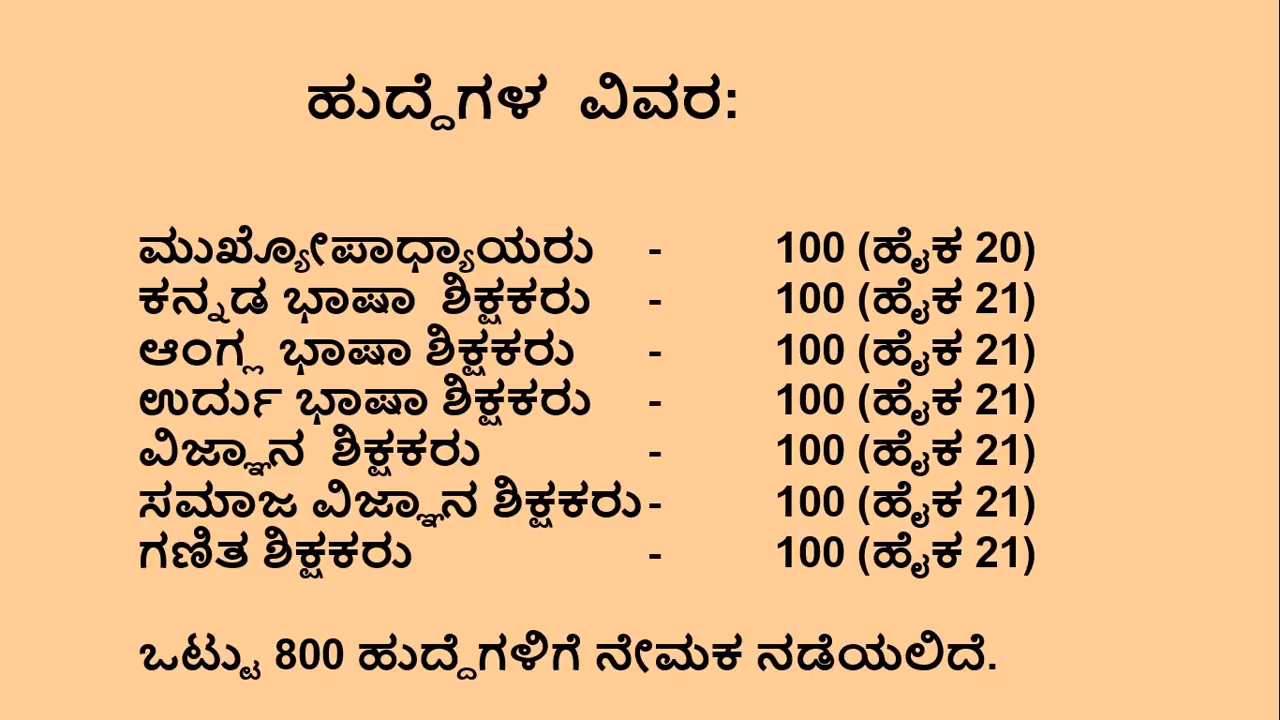 ಹುದ್ದೆಗಳ ವಿವರ:
ಮುಖ್ಯೋಪಾಧ್ಯಾಯರು - 100 (ಹೈಕ 20)
ಕನ್ನಡ ಭಾಷಾ ಶಿಕ್ಷಕರು - 100 (ಹೈಕ 21)
ಆಂಗ್ಲ ಭಾಷಾ ಶಿಕ್ಷಕರು - 100 (ಹೈಕ 21)
ಉರ್ದು ಭಾಷಾ ಶಿಕ್ಷಕರು - 100 (ಹೈಕ 21)
ವಿಜ್ಞಾನ ಶಿಕ್ಷಕರು - 100 (ಹೈಕ 21)
ಸಮಾಜ ವಿಜ್ಞಾನ ಶಿಕ್ಷಕರು - 100 (ಹೈಕ 21)
ಗಣಿತ ಶಿಕ್ಷಕರು - 100 (ಹೈಕ 21)
ಒಟ್ಟು 800 ಹುದ್ದೆಗಳಿಗೆ ನೇಮಕ ನಡೆಯಲಿದೆ.